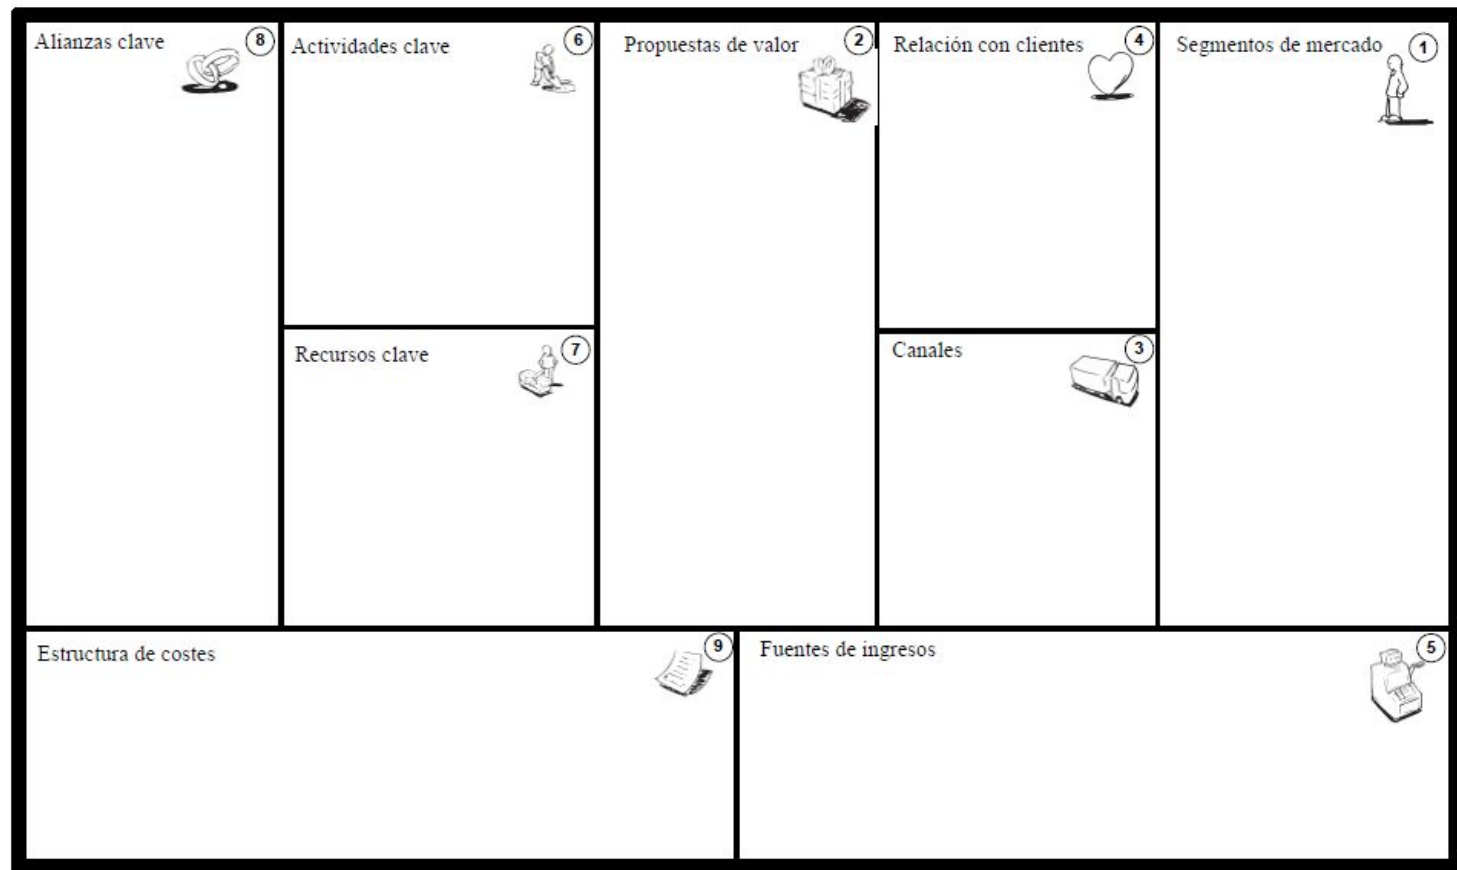 Alianzas clave
8
Actividades clave
6
Propuestas de valor
2
Relación con clientes
4
Segmentos de mercado
1
Recursos clave
7
Canales
3
Estructura de costes
9
Fuentes de ingresos
5